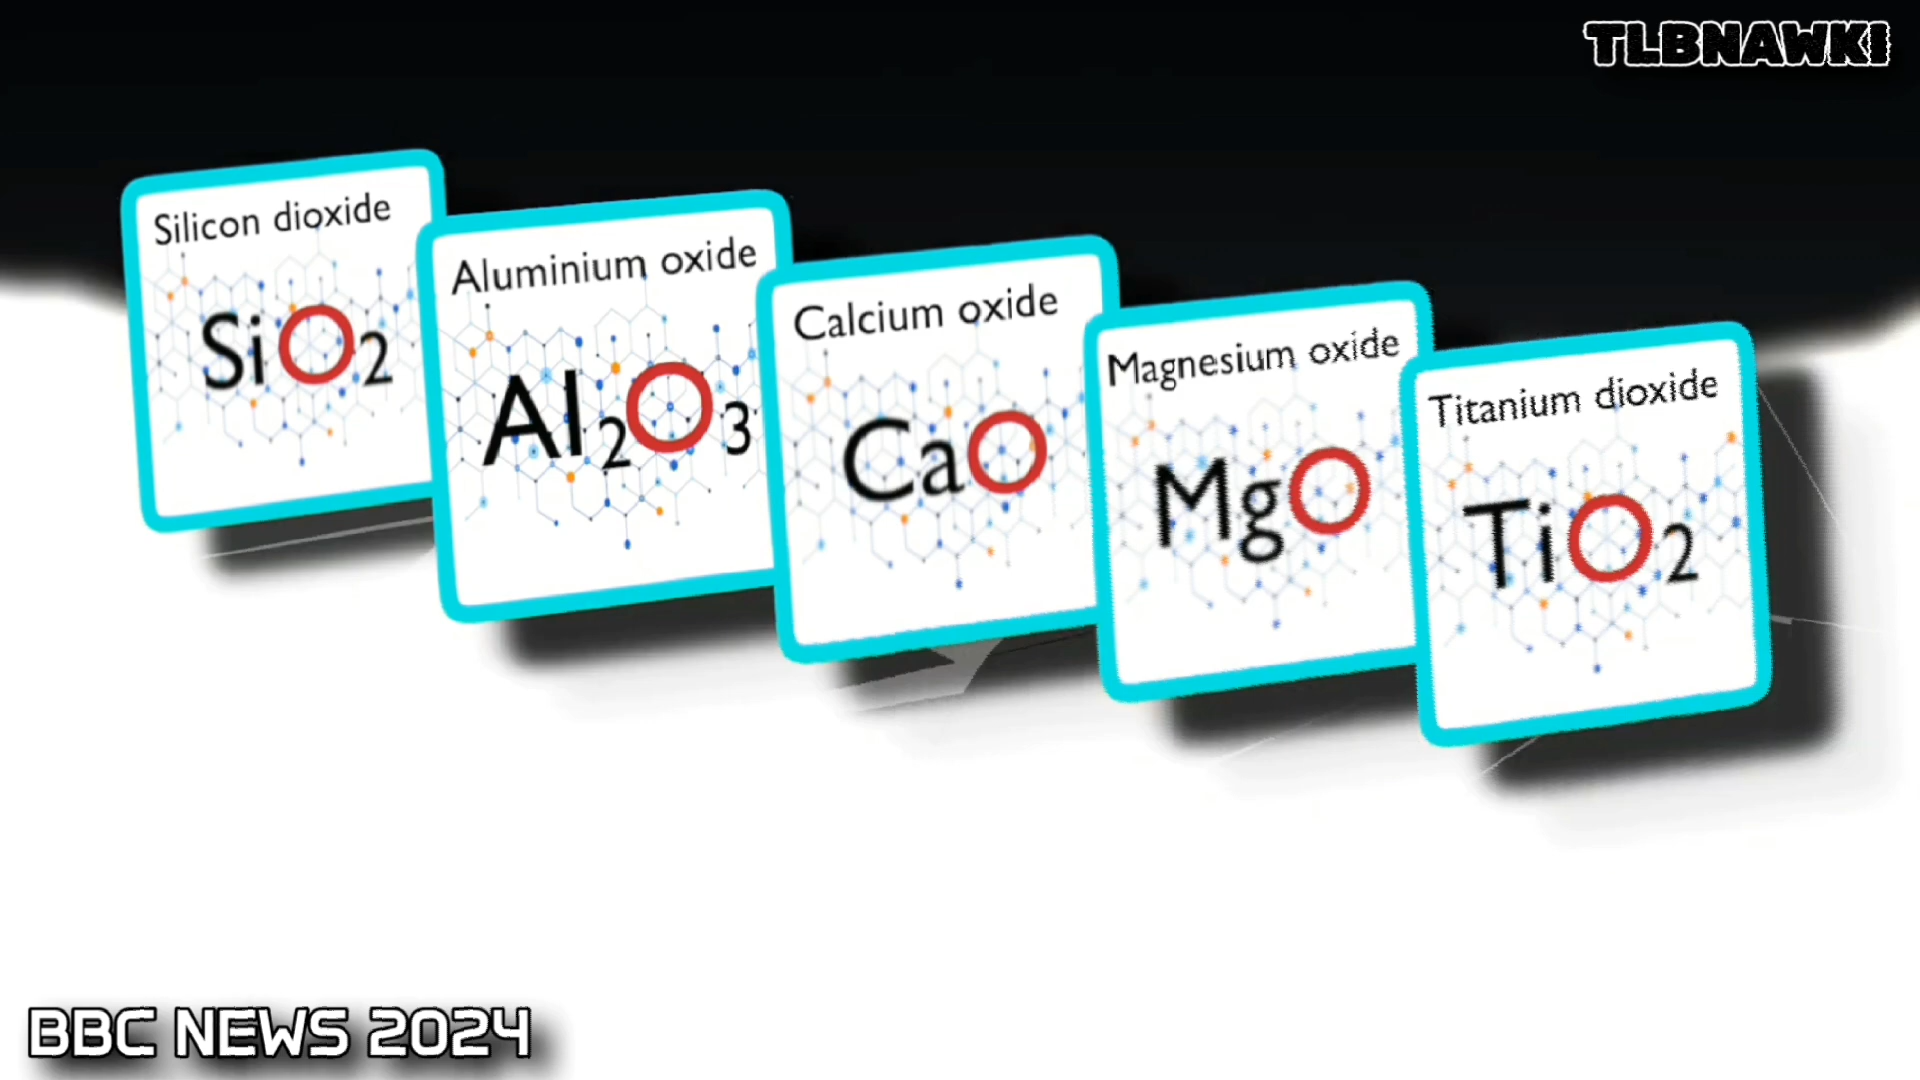 TLBNAWKI
Silicon dioxide
SiO2
Aluminium oxide
Al2O3
Calcium oxide
CaO
Magnesium oxide
MgO
Titanium dioxide
TiO2
BBC NEWS 2024